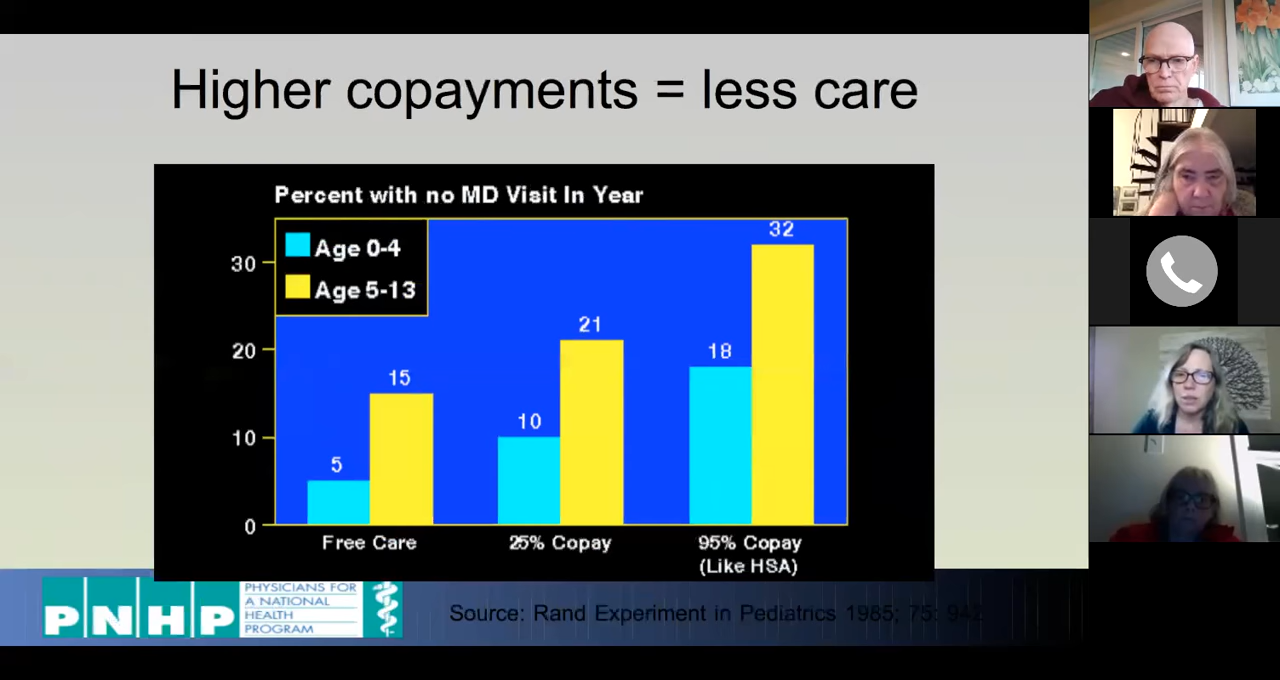 Higher copayments = less care
Percent with no MD Visit In Year
Age 0-4
Age 5-13
30
20
10
0
5
15
10
21
18
32
Free Care
25% Copay
95% Copay
(Like HSA)
PNHP
PHYSICIANS FOR
A NATIONAL
HEALTH
PROGRAM
Source: Rand Experiment in Pediatrics 1985; 75: 942